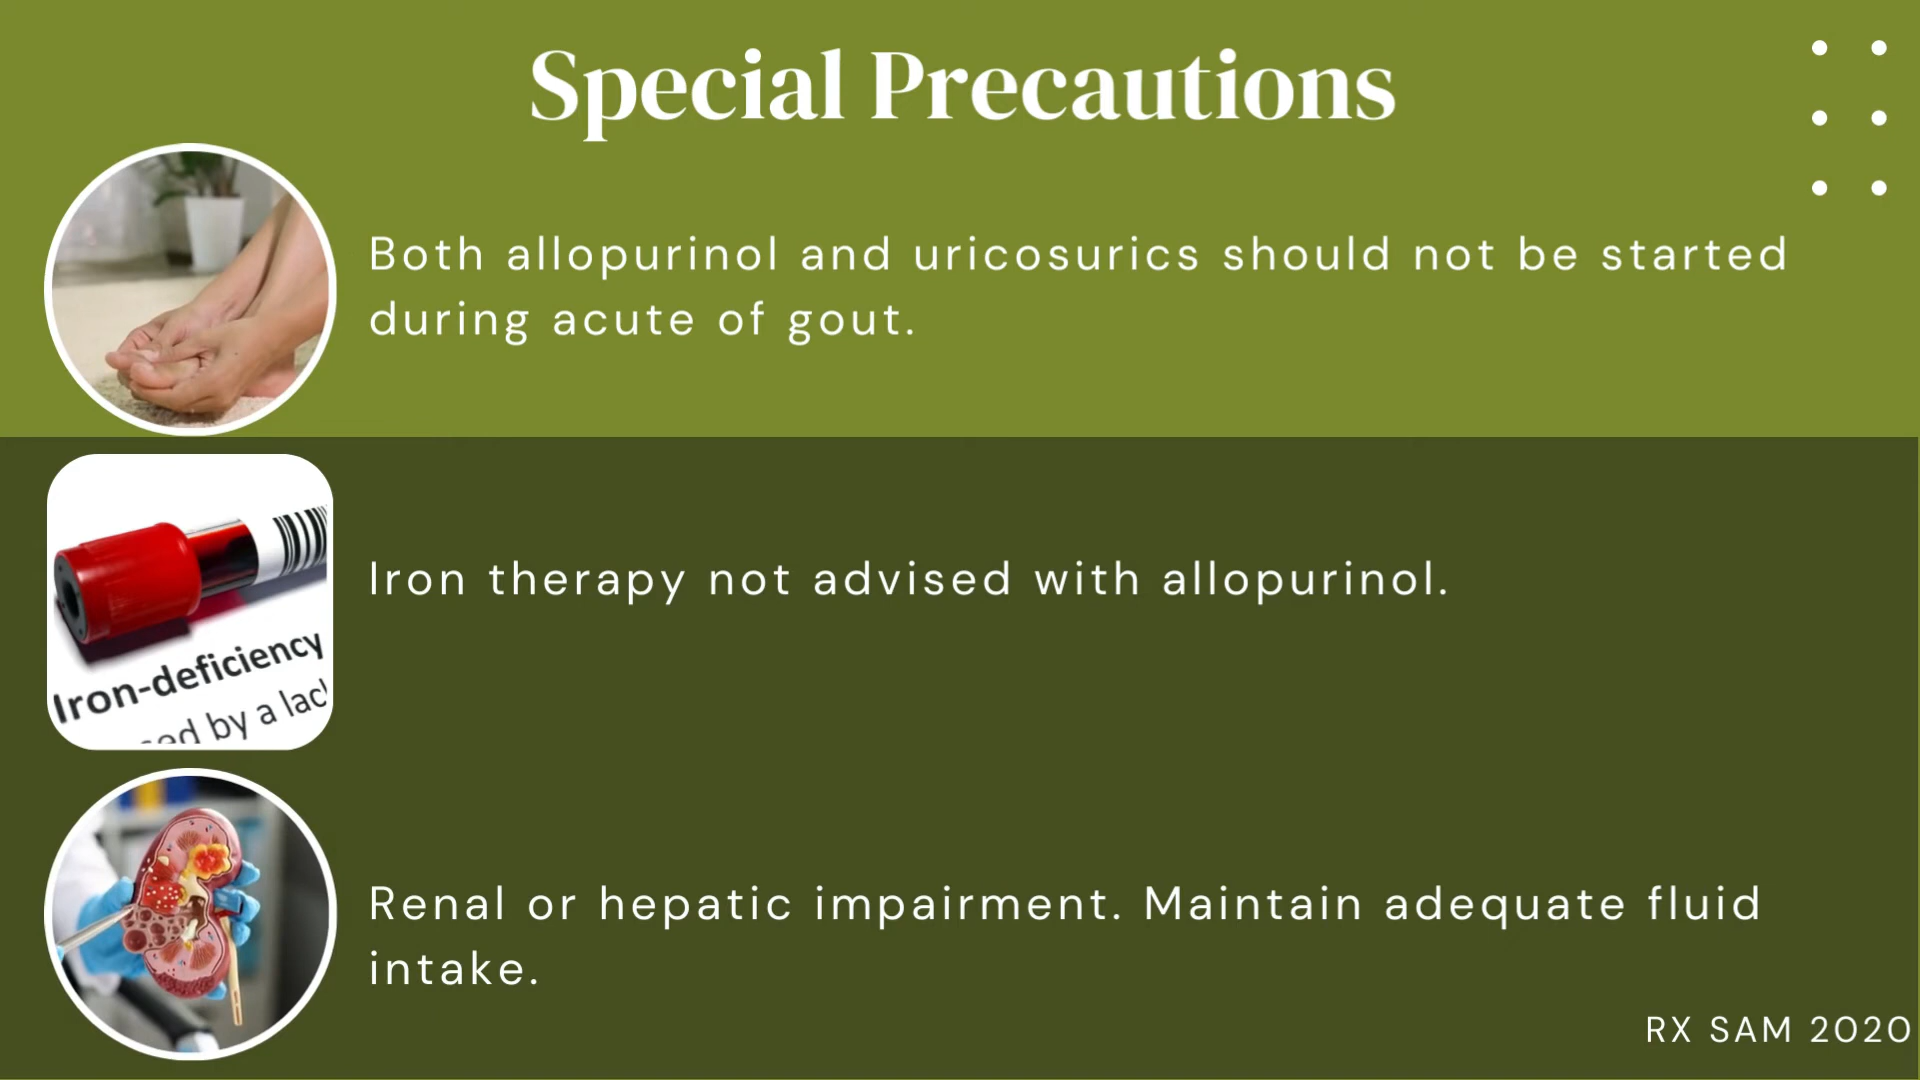 Special Precautions
Both allopurinol and uricosurics should not be started
during acute of gout.
Iron therapy not advised with allopurinol.
Iron-deficiency
by a
Renal or hepatic impairment. Maintain adequate fluid
intake.
RX SAM 2020